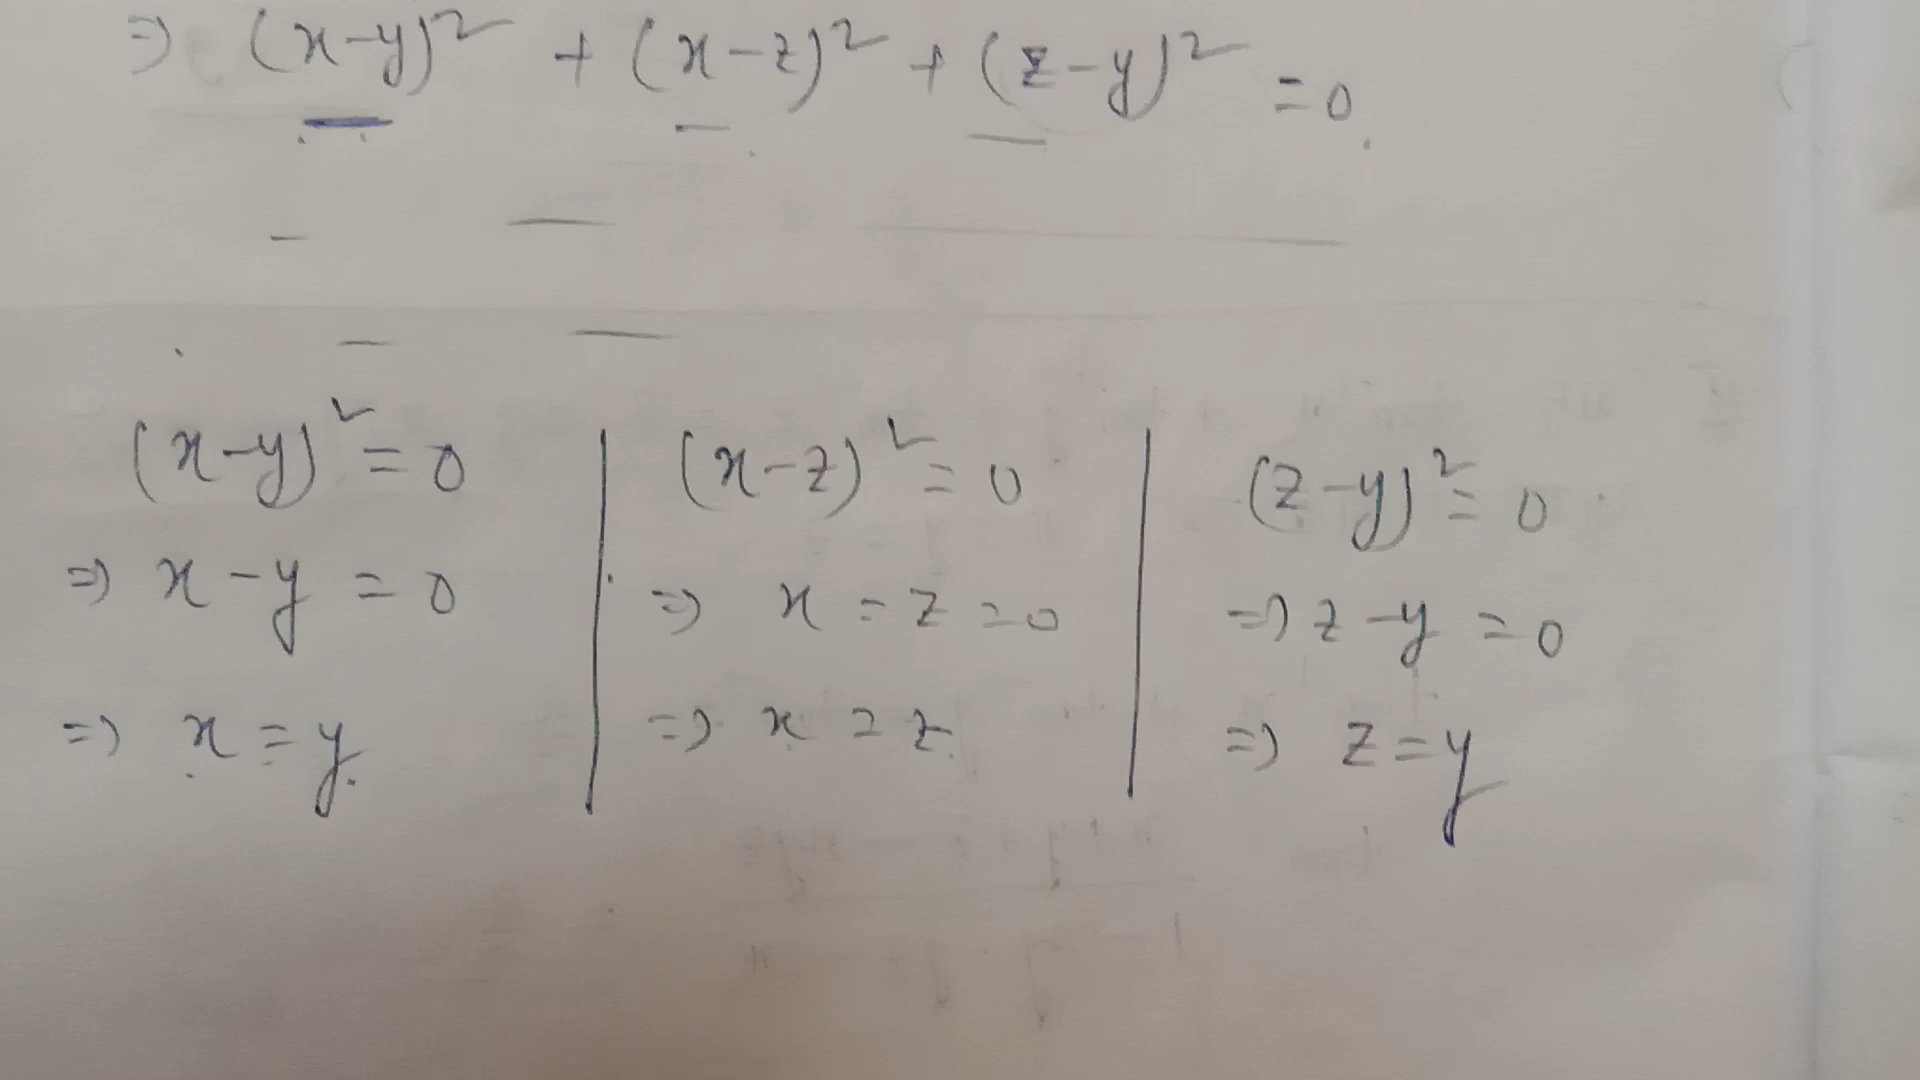 ⇒ (x-y)² + (x-z)² + (z-y)² = 0
(x-y)² = 0
⇒ x - y = 0
⇒ x = y.
(x-z)² = 0
⇒ x = z = 0
⇒ x = z.
(z-y)² = 0
⇒ z - y = 0
⇒ z = y